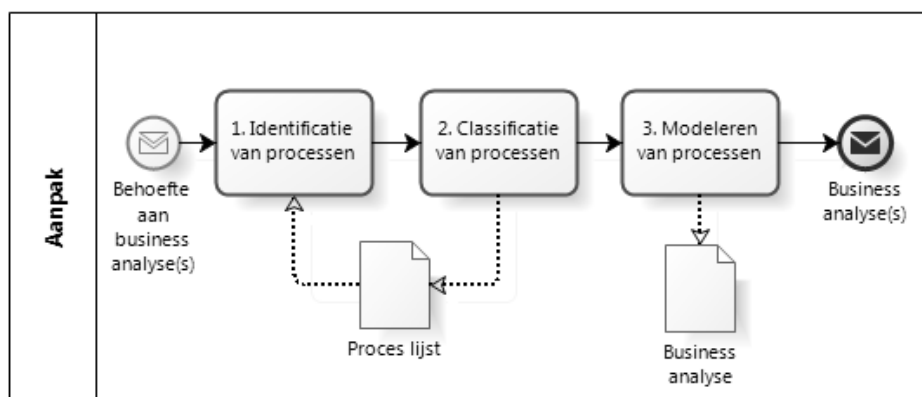 Aanpak
Behoefte
aan
business
analyse(s)
1. Identificatie
van processen
2. Classificatie
van processen
3. Modeleren
van processen
Business
analyse(s)
Proces lijst
Business
analyse